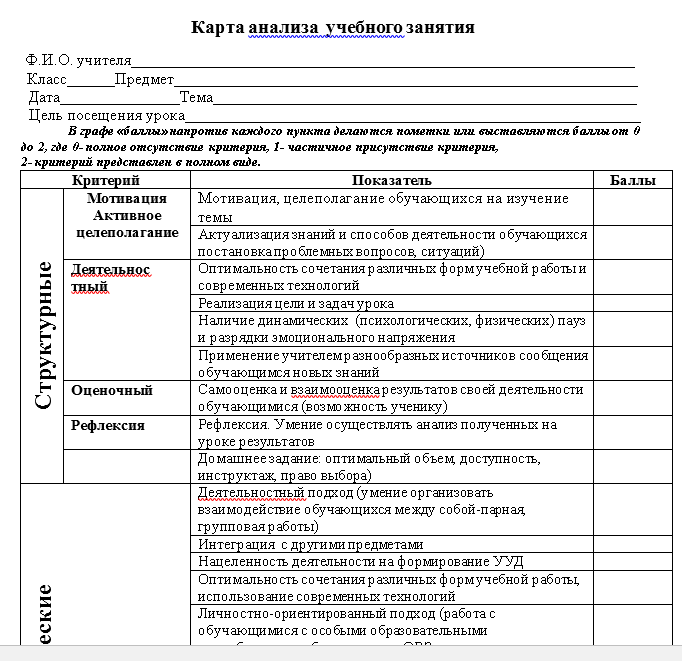 Карта анализа учебного занятия
Ф.И.О. учителя
Класс______Предмет
Дата Тема
Цель посещения урока
В графе «баллы» напротив каждого пункта делаются пометки или выставляются баллы от 0
до 2, где 0- полное отсутствие критерия, 1- частичное присутствие критерия,
2- критерий представлен в полном виде.
Критерий Показатель Баллы
Структурные
Мотивация
Активное
целеполагание
Мотивация, целеполагание обучающихся на изучение
темы
Актуализация знаний и способов деятельности обучающихся
постановка проблемных вопросов, ситуаций)
Деятельнос
тный
Оптимальность сочетания различных форм учебной работы и
современных технологий
Реализация цели и задач урока
Наличие динамических (психологических, физических) пауз
и разрядки эмоционального напряжения
Применение учителем разнообразных источников сообщения
обучающимся новых знаний
Оценочный
Самооценка и взаимооценка результатов своей деятельности
обучающимися (возможность ученику)
Рефлексия
Рефлексия. Умение осуществлять анализ полученных на
уроке результатов
Домашнее задание: оптимальный объем, доступность,
инструктаж, право выбора)
еские
Деятельностный подход (умение организовать
взаимодействие обучающихся между собой-парная,
групповая работы)
Интеграция с другими предметами
Нацеленность деятельности на формирование УУД
Оптимальность сочетания различных форм учебной работы,
использование современных технологий
Личностно-ориентированный подход (работа с
обучающимися с особыми образовательными